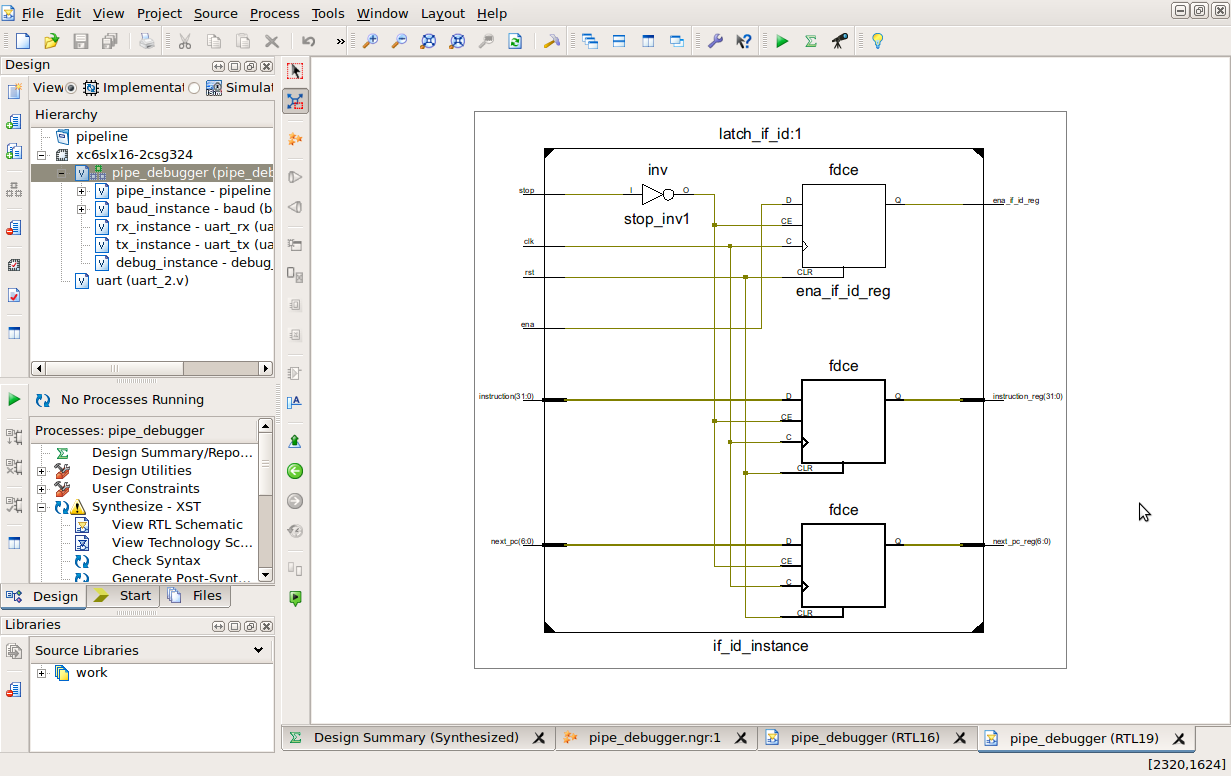 File Edit View Project Source Process Tools Window Layout Help
»
Design
View Implementat Simulat
Hierarchy
pipeline
xc6slx16-2csg324
pipe_debugger (pipe_deb
pipe_instance - pipeline
baud_instance - baud (b
rx_instance - uart_rx (ua
tx_instance - uart_tx (ua
debug_instance - debug_
uart (uart_2.v)
No Processes Running
Processes: pipe_debugger
Design Summary/Repo...
Design Utilities
User Constraints
Synthesize - XST
View RTL Schematic
View Technology Sc...
Check Syntax
Generate Post-Synt...
Design Start Files
Libraries
Source Libraries
work
latch_if_id:1
inv
fdce
stop I O
stop_inv1
D Q ena_if_id_reg
CE
clk C
rst CLR
ena_if_id_reg
ena
fdce
instruction(31:0) D Q instruction_reg(31:0)
CE
C
CLR
fdce
next_pc(6:0) D Q next_pc_reg(6:0)
CE
C
CLR
if_id_instance
Design Summary (Synthesized) pipe_debugger.ngr:1 pipe_debugger (RTL16) pipe_debugger (RTL19)
[2320,1624]